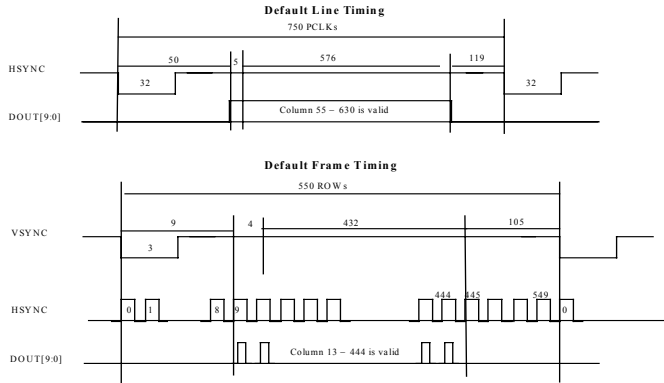 Default Line Timing
750 PCLKs
50 5 576 119
HSYNC
32 32
Column 55 – 630 is valid
DOUT[9:0]
Default Frame Timing
550 ROWs
9 4 432 105
VSYNC
3
444 445 549
HSYNC 0 1 8 9 0
DOUT[9:0] Column 13 – 444 is valid